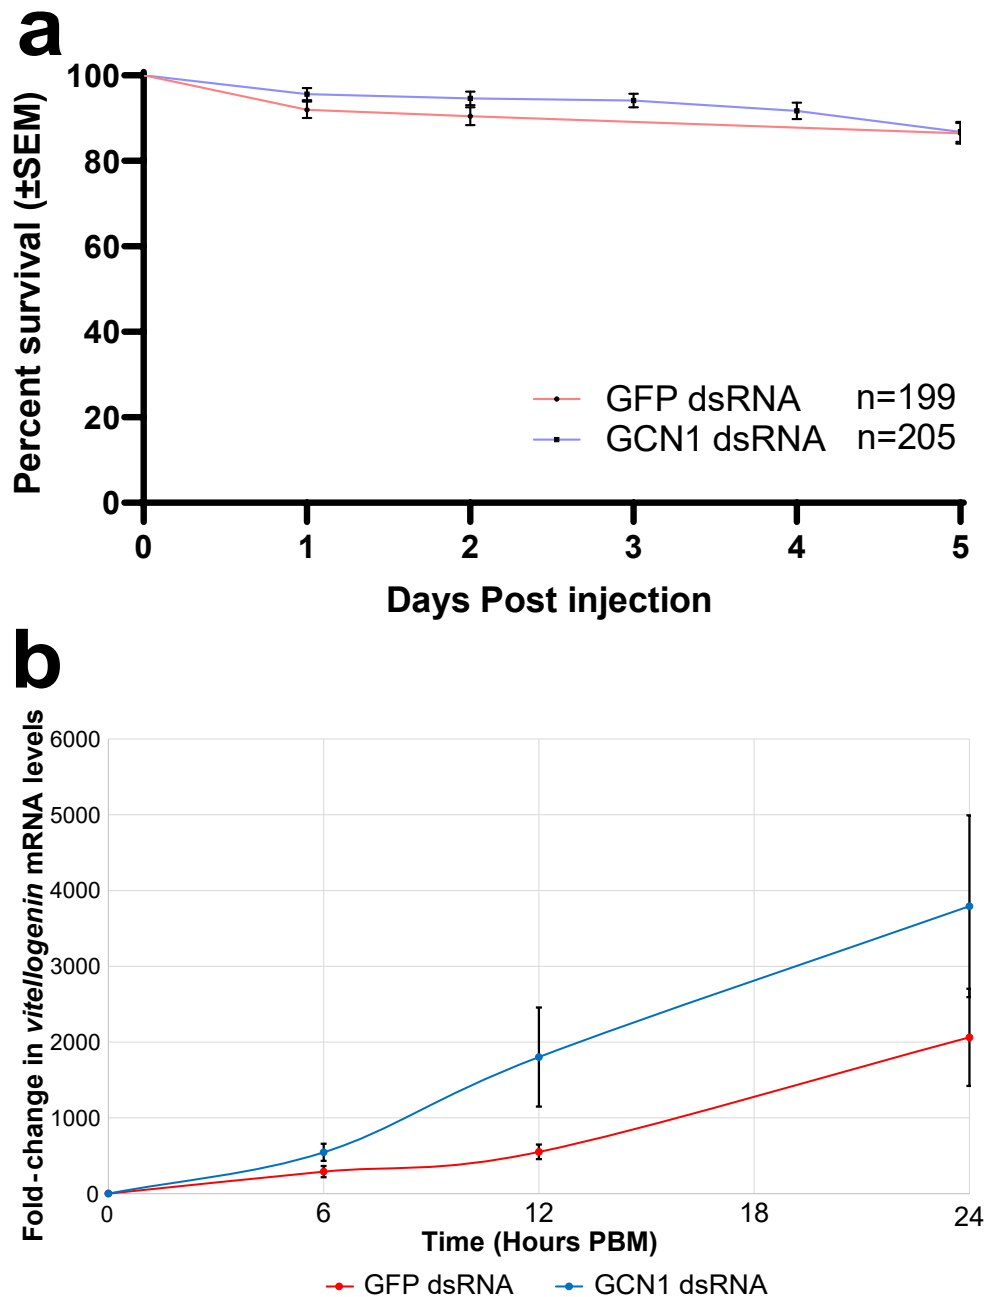 a
Percent survival (±SEM)
100
80
60
40
20
0
GFP dsRNA n=199
GCN1 dsRNA n=205
0 1 2 3 4 5
Days Post injection
b
Fold-change in vitellogenin mRNA levels
6000
5000
4000
3000
2000
1000
0
0 6 12 18 24
Time (Hours PBM)
GFP dsRNA GCN1 dsRNA